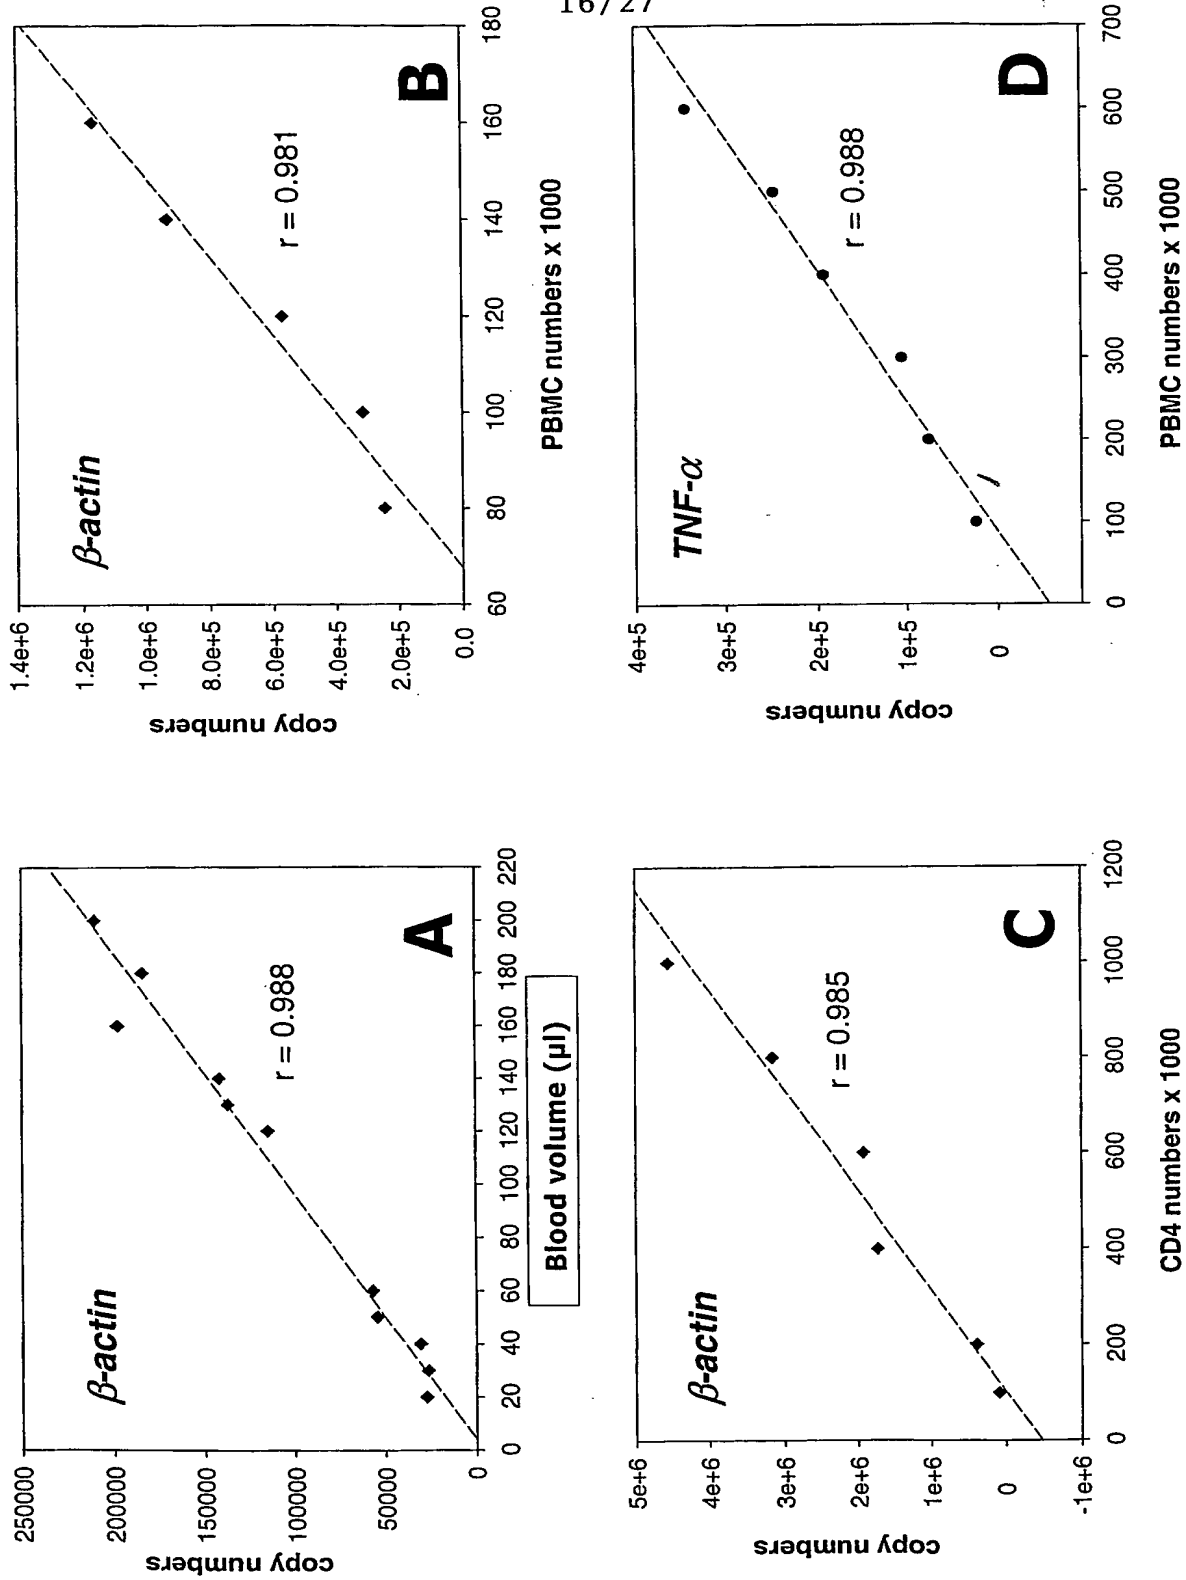 16/27
250000
200000
150000
100000
50000
0
copy numbers
β-actin
r = 0.988
A
0 20 40 60 80 100 120 140 160 180 200 220
Blood volume (µl)
1.4e+6
1.2e+6
1.0e+6
8.0e+5
6.0e+5
4.0e+5
2.0e+5
0.0
copy numbers
β-actin
r = 0.981
B
60 80 100 120 140 160 180
PBMC numbers x 1000
5e+6
4e+6
3e+6
2e+6
1e+6
0
-1e+6
copy numbers
β-actin
r = 0.985
C
0 200 400 600 800 1000 1200
CD4 numbers x 1000
4e+5
3e+5
2e+5
1e+5
0
copy numbers
TNF-α
r = 0.988
D
0 100 200 300 400 500 600 700
PBMC numbers x 1000